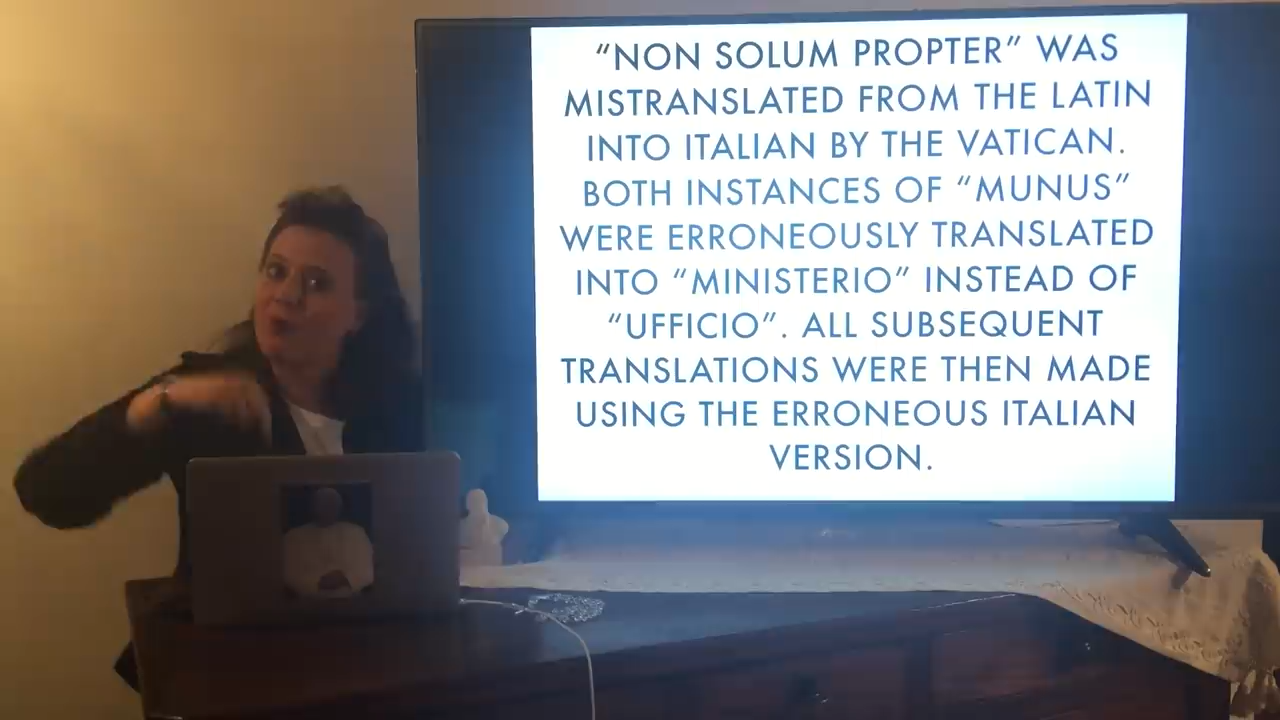 “NON SOLUM PROPTER” WAS
MISTRANSLATED FROM THE LATIN
INTO ITALIAN BY THE VATICAN.
BOTH INSTANCES OF “MUNUS”
WERE ERRONEOUSLY TRANSLATED
INTO “MINISTERIO” INSTEAD OF
“UFFICIO”. ALL SUBSEQUENT
TRANSLATIONS WERE THEN MADE
USING THE ERRONEOUS ITALIAN
VERSION.